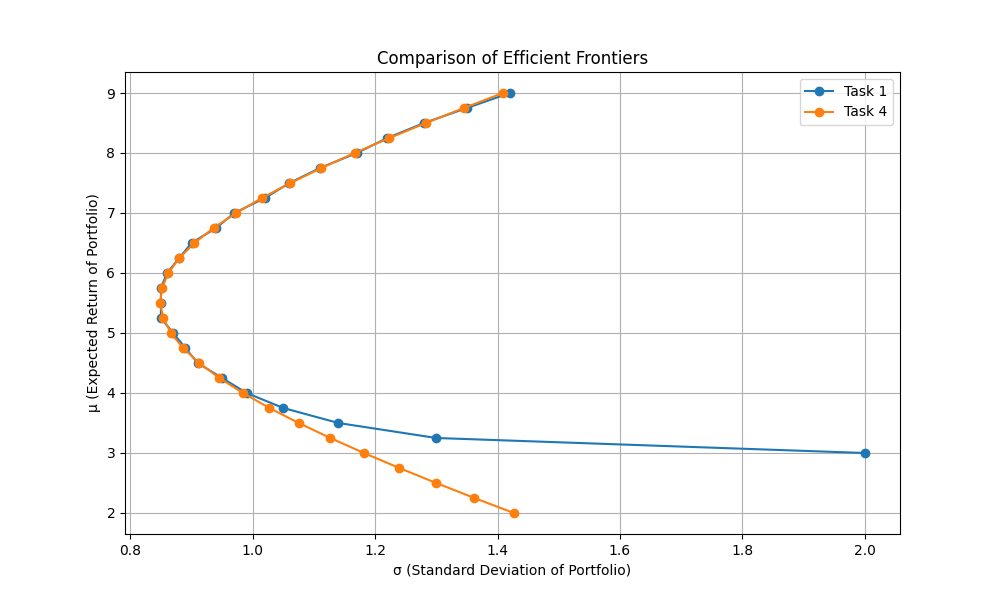 Comparison of Efficient Frontiers
Task 1
Task 4
μ (Expected Return of Portfolio)
9
8
7
6
5
4
3
2
0.8 1.0 1.2 1.4 1.6 1.8 2.0
σ (Standard Deviation of Portfolio)